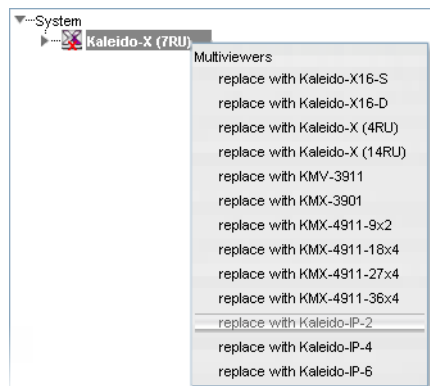 System
Kaleido-X (7RU)
Multiviewers
replace with Kaleido-X16-S
replace with Kaleido-X16-D
replace with Kaleido-X (4RU)
replace with Kaleido-X (14RU)
replace with KMV-3911
replace with KMX-3901
replace with KMX-4911-9x2
replace with KMX-4911-18x4
replace with KMX-4911-27x4
replace with KMX-4911-36x4
replace with Kaleido-IP-2
replace with Kaleido-IP-4
replace with Kaleido-IP-6